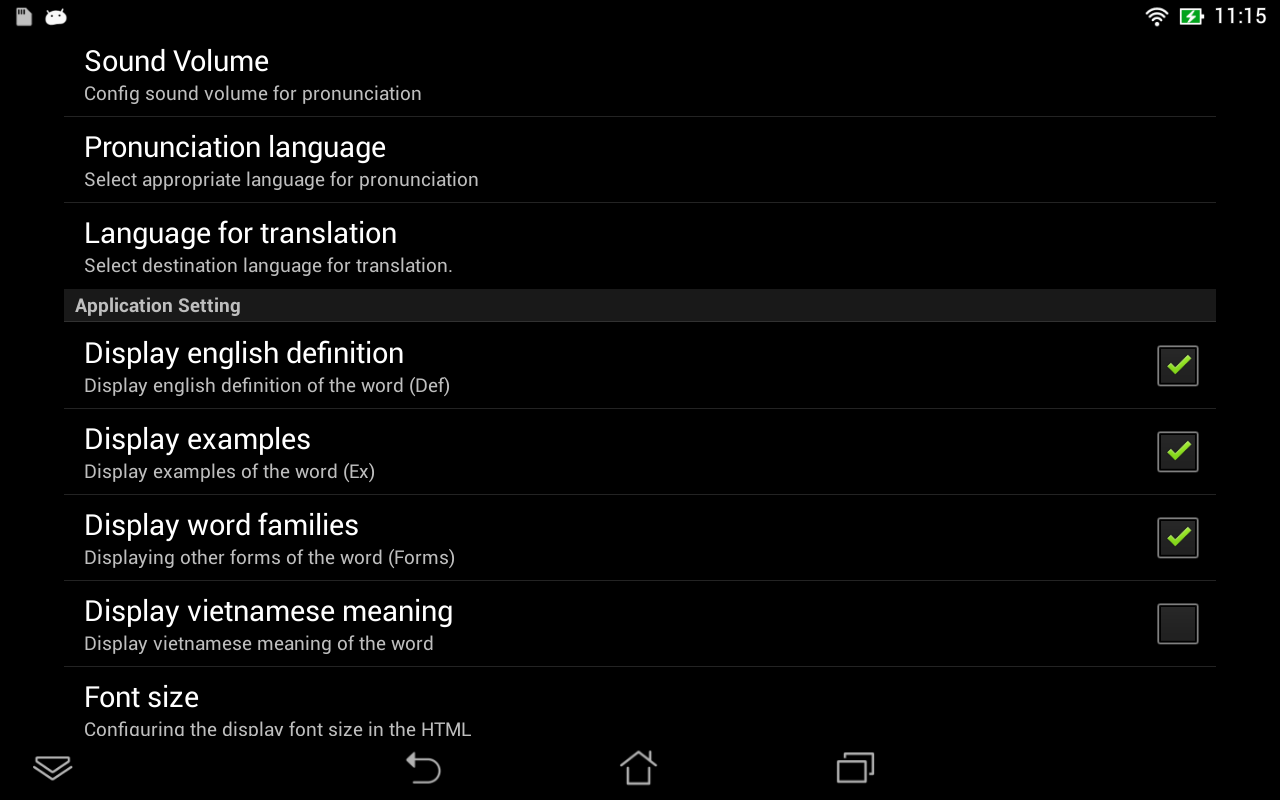 11:15
Sound Volume
Config sound volume for pronunciation
Pronunciation language
Select appropriate language for pronunciation
Language for translation
Select destination language for translation.
Application Setting
Display english definition
Display english definition of the word (Def)
Display examples
Display examples of the word (Ex)
Display word families
Displaying other forms of the word (Forms)
Display vietnamese meaning
Display vietnamese meaning of the word
Font size
Configuring the display font size in the HTML